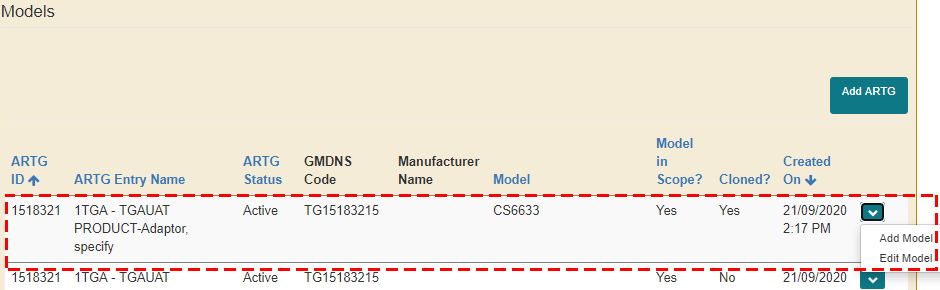 Models
Add ARTG
ARTG ID ARTG Entry Name ARTG Status GMDNS Code Manufacturer Name Model Model in Scope? Cloned? Created On
1518321 1TGA - TGAUAT PRODUCT-Adaptor, specify Active TG15183215 CS6633 Yes Yes 21/09/2020 2:17 PM
Add Model
Edit Model
1518321 1TGA - TGAUAT Active TG15183215 Yes No 21/09/2020